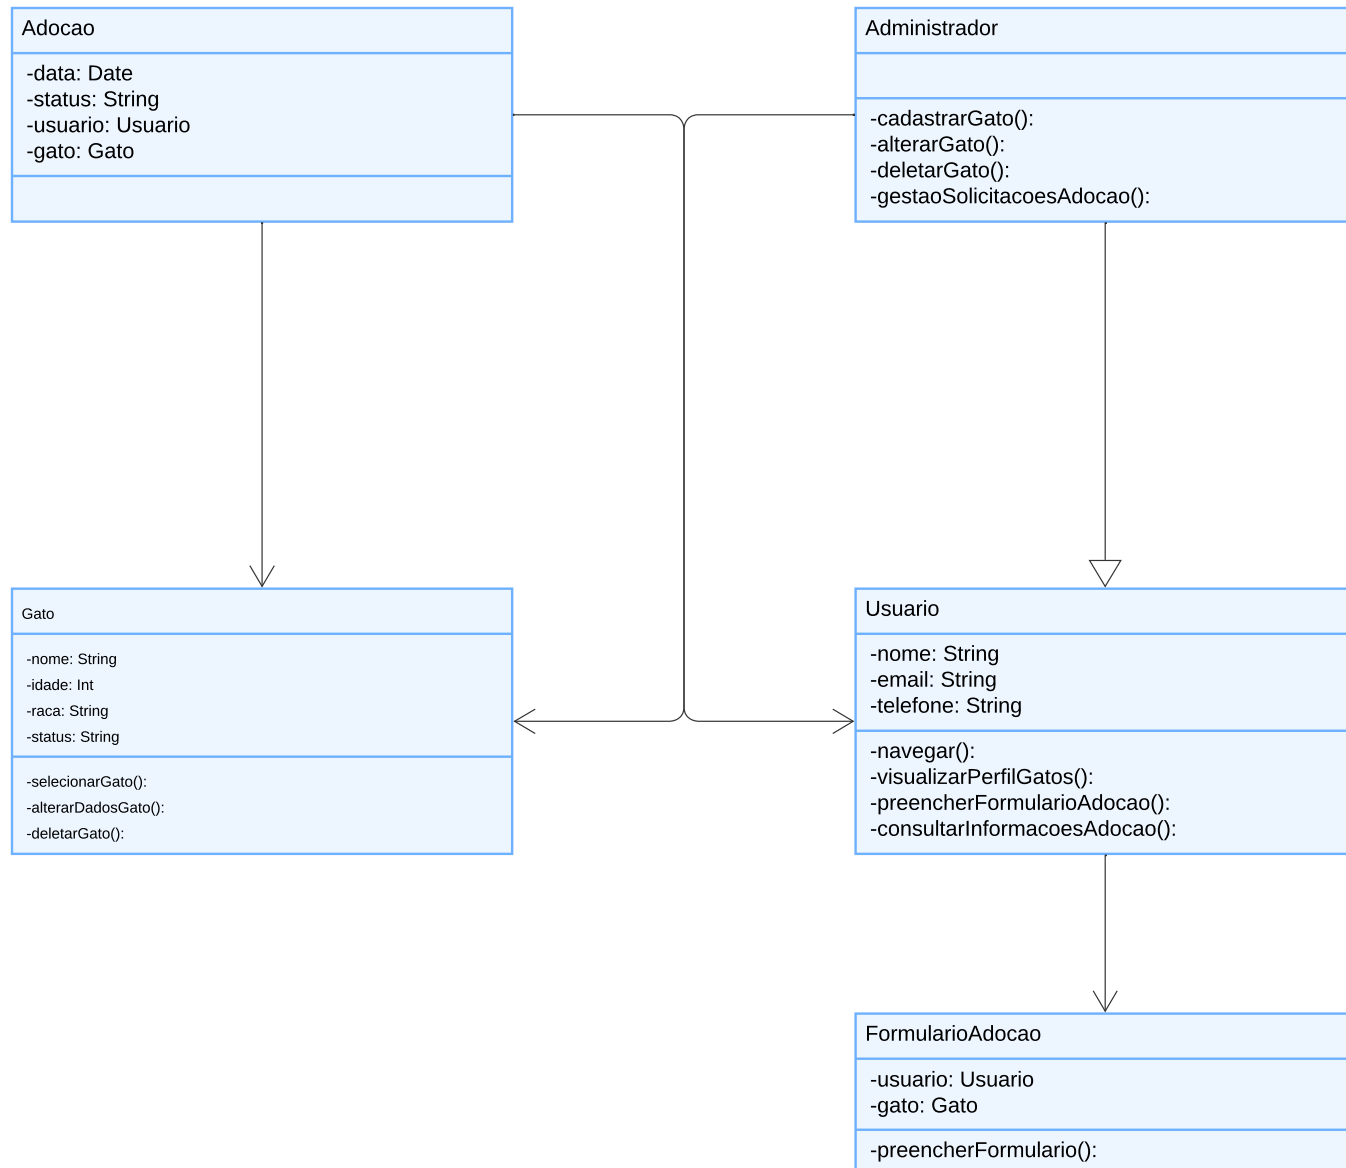 Adocao
-data: Date
-status: String
-usuario: Usuario
-gato: Gato
Administrador
-cadastrarGato():
-alterarGato():
-deletarGato():
-gestaoSolicitacoesAdocao():
Gato
-nome: String
-idade: Int
-raca: String
-status: String
-selecionarGato():
-alterarDadosGato():
-deletarGato():
Usuario
-nome: String
-email: String
-telefone: String
-navegar():
-visualizarPerfilGatos():
-preencherFormularioAdocao():
-consultarInformacoesAdocao():
FormularioAdocao
-usuario: Usuario
-gato: Gato
-preencherFormulario():